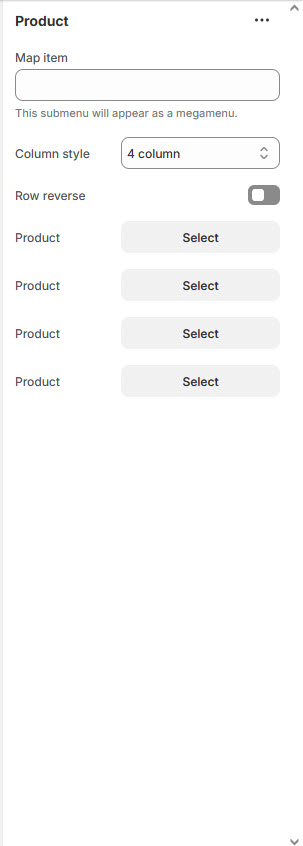 Product
Map item
This submenu will appear as a megamenu.
Column style 4 column
Row reverse
Product Select
Product Select
Product Select
Product Select